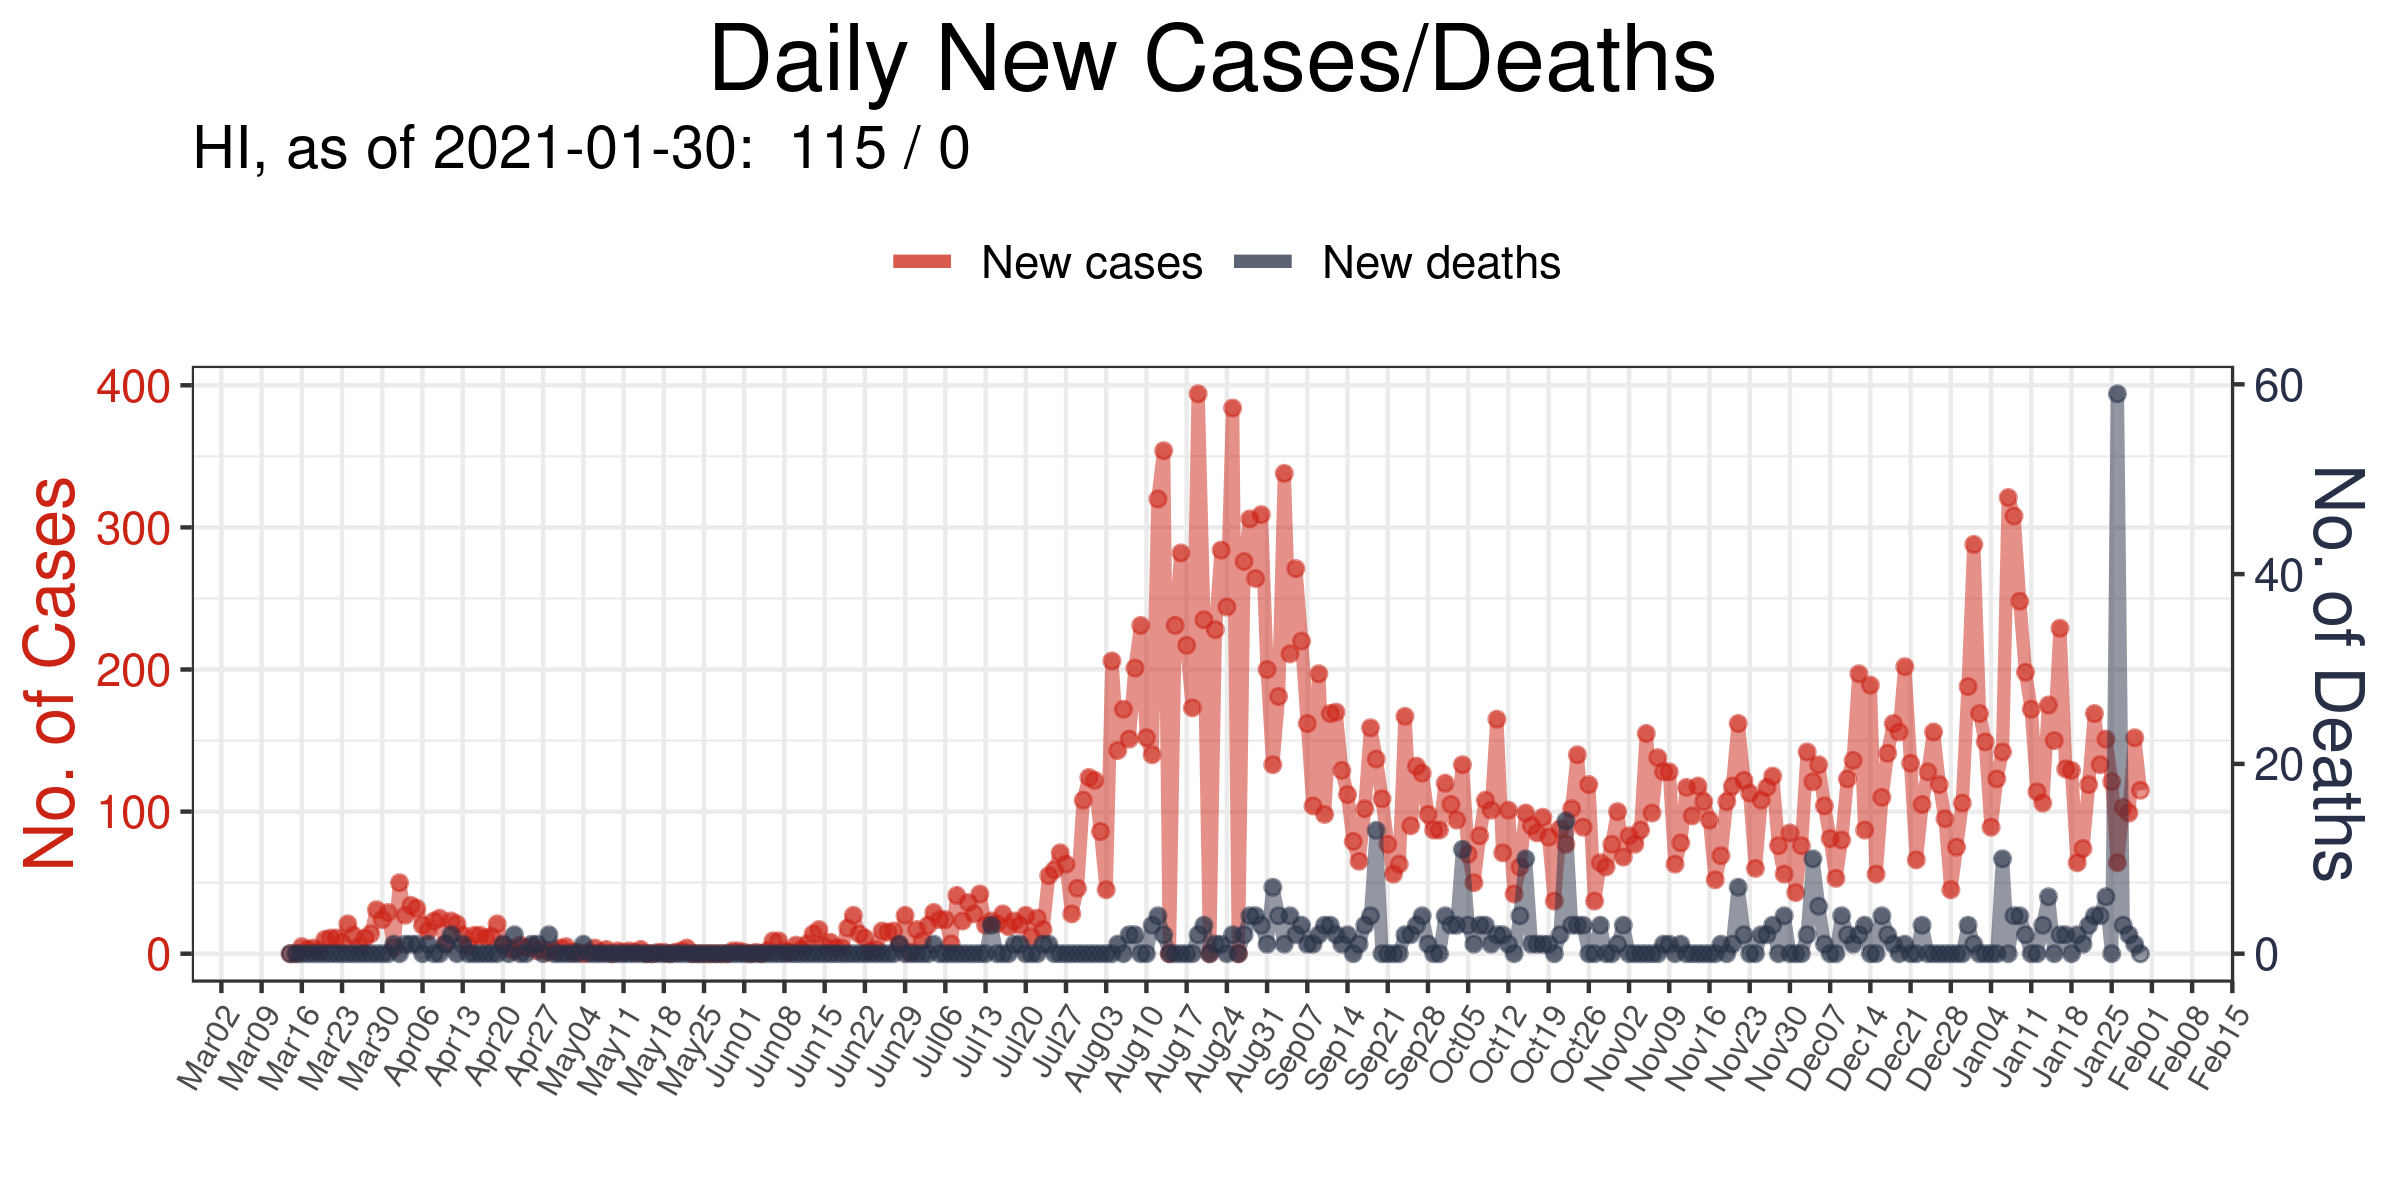 Daily New Cases/Deaths
HI, as of 2021-01-30:  115 / 0
New cases
New deaths
No. of Cases
400
300
200
100
0
60
40
20
0
No. of Deaths
Mar02
Mar09
Mar16
Mar23
Mar30
Apr06
Apr13
Apr20
Apr27
May04
May11
May18
May25
Jun01
Jun08
Jun15
Jun22
Jun29
Jul06
Jul13
Jul20
Jul27
Aug03
Aug10
Aug17
Aug24
Aug31
Sep07
Sep14
Sep21
Sep28
Oct05
Oct12
Oct19
Oct26
Nov02
Nov09
Nov16
Nov23
Nov30
Dec07
Dec14
Dec21
Dec28
Jan04
Jan11
Jan18
Jan25
Feb01
Feb08
Feb15